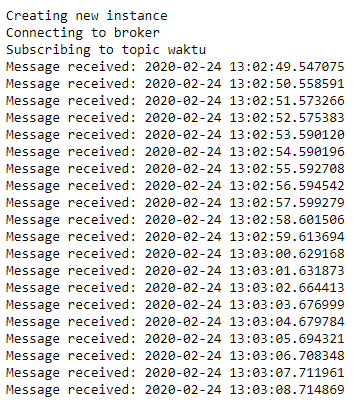 Creating new instance
Connecting to broker
Subscribing to topic waktu
Message received: 2020-02-24 13:02:49.547075
Message received: 2020-02-24 13:02:50.558591
Message received: 2020-02-24 13:02:51.573266
Message received: 2020-02-24 13:02:52.575383
Message received: 2020-02-24 13:02:53.590120
Message received: 2020-02-24 13:02:54.590196
Message received: 2020-02-24 13:02:55.592708
Message received: 2020-02-24 13:02:56.594542
Message received: 2020-02-24 13:02:57.599279
Message received: 2020-02-24 13:02:58.601506
Message received: 2020-02-24 13:02:59.613694
Message received: 2020-02-24 13:03:00.629168
Message received: 2020-02-24 13:03:01.631873
Message received: 2020-02-24 13:03:02.664413
Message received: 2020-02-24 13:03:03.676999
Message received: 2020-02-24 13:03:04.679784
Message received: 2020-02-24 13:03:05.694321
Message received: 2020-02-24 13:03:06.708348
Message received: 2020-02-24 13:03:07.711961
Message received: 2020-02-24 13:03:08.714869